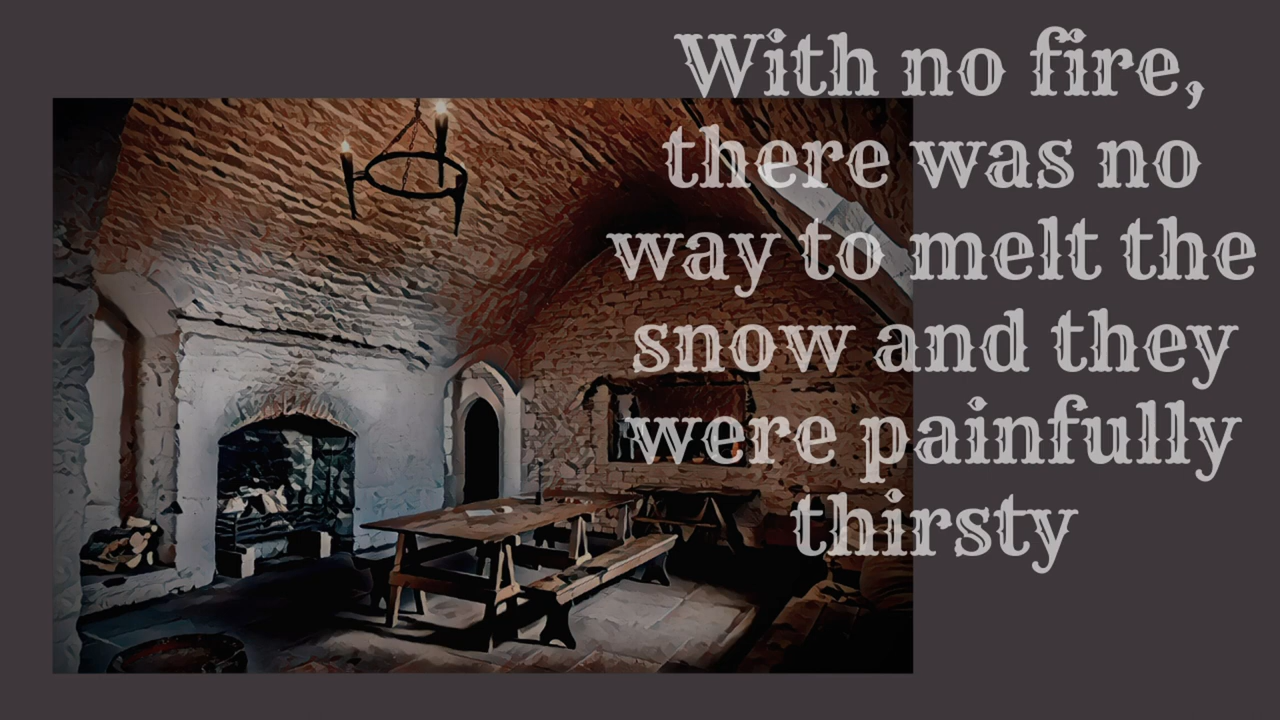 With no fire,
there was no
way to melt the
snow and they
were painfully
thirsty